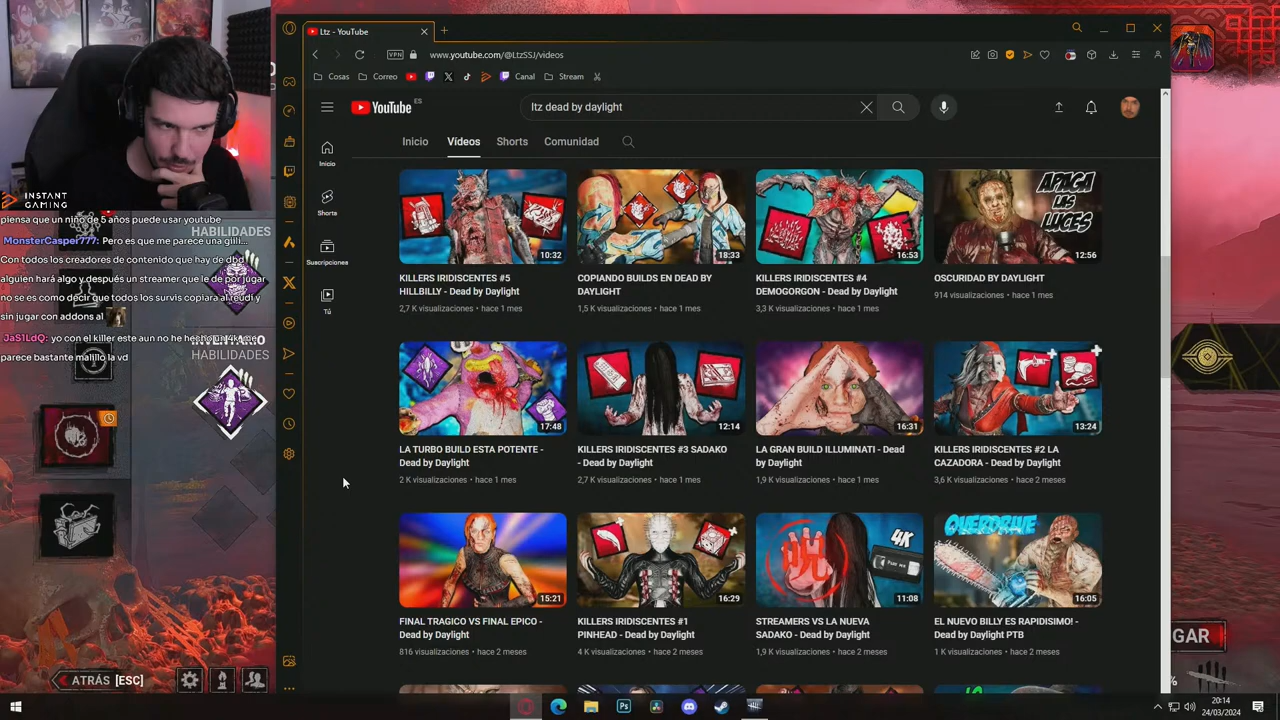 Ltz - YouTube
VPN
www.youtube.com/@LtzSSJ/videos
Cosas
Correo
Canal
Stream
YouTube ES
ltz dead by daylight
Inicio
Vídeos
Shorts
Comunidad
Inicio
Shorts
Suscripciones
Tú
10:32
18:33
16:53
APAGA
LAS
LUCES
12:56
KILLERS IRIDISCENTES #5
HILLBILLY - Dead by Daylight
2,7 K visualizaciones • hace 1 mes
COPIANDO BUILDS EN DEAD BY
DAYLIGHT
1,5 K visualizaciones • hace 1 mes
KILLERS IRIDISCENTES #4
DEMOGORGON - Dead by Daylight
3,3 K visualizaciones • hace 1 mes
OSCURIDAD BY DAYLIGHT
914 visualizaciones • hace 1 mes
17:48
12:14
16:31
13:24
LA TURBO BUILD ESTA POTENTE -
Dead by Daylight
2 K visualizaciones • hace 1 mes
KILLERS IRIDISCENTES #3 SADAKO
- Dead by Daylight
2,7 K visualizaciones • hace 1 mes
LA GRAN BUILD ILLUMINATI - Dead
by Daylight
1,9 K visualizaciones • hace 1 mes
KILLERS IRIDISCENTES #2 LA
CAZADORA - Dead by Daylight
3,6 K visualizaciones • hace 2 meses
15:21
16:29
呪
4K
11:08
OVERDRIVE
16:05
FINAL TRAGICO VS FINAL EPICO -
Dead by Daylight
816 visualizaciones • hace 2 meses
KILLERS IRIDISCENTES #1
PINHEAD - Dead by Daylight
4 K visualizaciones • hace 2 meses
STREAMERS VS LA NUEVA
SADAKO - Dead by Daylight
1,9 K visualizaciones • hace 2 meses
EL NUEVO BILLY ES RAPIDISIMO! -
Dead by Daylight PTB
1 K visualizaciones • hace 2 meses
INSTANT
GAMING
piensa que un niño de 5 años puede usar youtube
MonsterCasper777: Pero es que me parece una gilli...
Con todos los creadores de contenido que hay de dbd
alguien hará algo y después un streamer que le de por jugar
no se es como decir que todos los survis copiara al reudi y
sin jugar con addons al
JaS1LdQ: yo con el killer este aun no he hecho un 4k me
parece bastante malillo la vd
HABILIDADES
INVENTARIO
HABILIDADES
ATRÁS [ESC]
GAR
%
20:14
24/03/2024